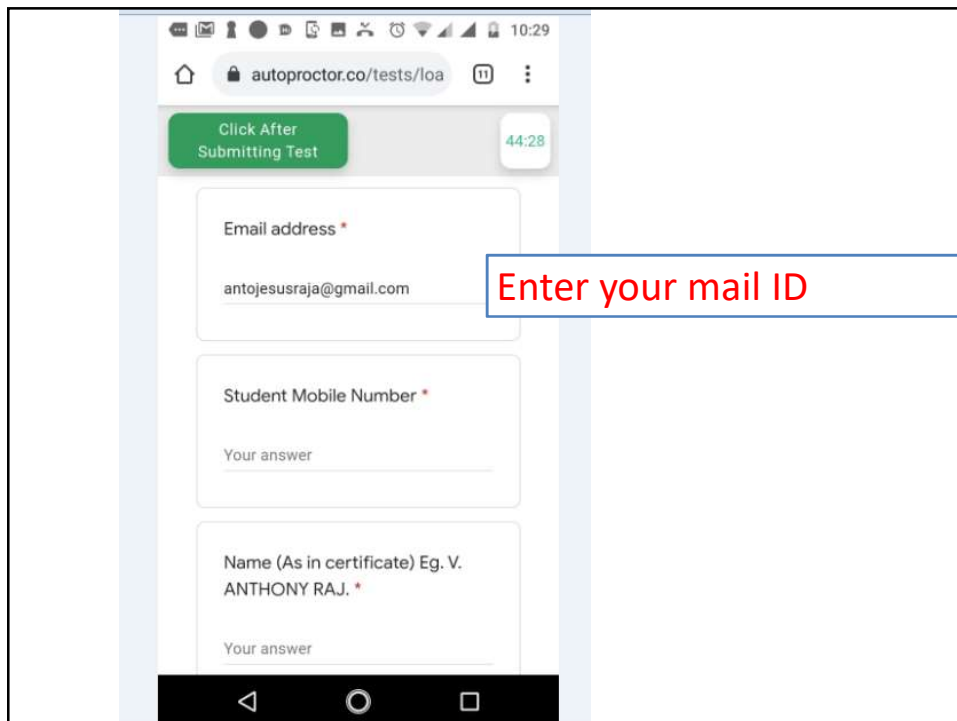 10:29
autoproctor.co/tests/loa
11
Click After
Submitting Test
44:28
Email address *
antojesusraja@gmail.com
Enter your mail ID
Student Mobile Number *
Your answer
Name (As in certificate) Eg. V.
ANTHONY RAJ. *
Your answer